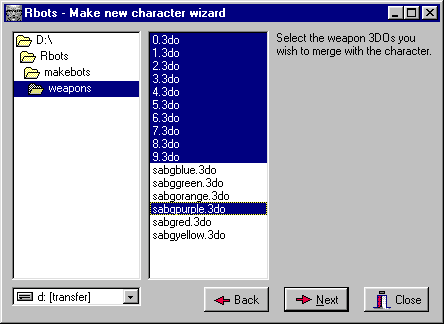 Rbots - Make new character wizard
D:\
Rbots
makebots
weapons
0.3do
1.3do
2.3do
3.3do
4.3do
5.3do
6.3do
7.3do
8.3do
9.3do
sabgblue.3do
sabggreen.3do
sabgorange.3do
sabgpurple.3do
sabgred.3do
sabgyellow.3do
Select the weapon 3DOs you
wish to merge with the character.
d: [transfer]
Back
Next
Close